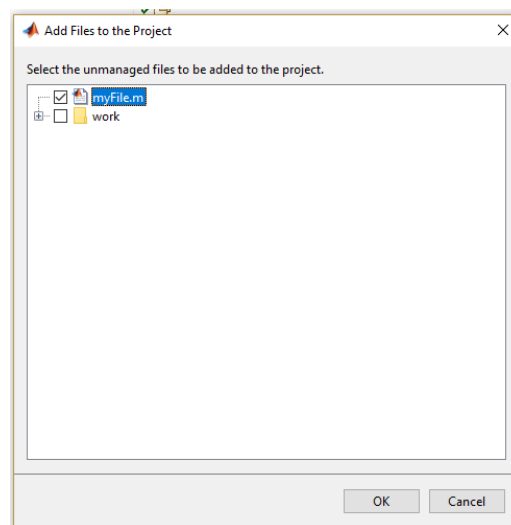 Add Files to the Project
Select the unmanaged files to be added to the project.
myFile.m
work
OK Cancel